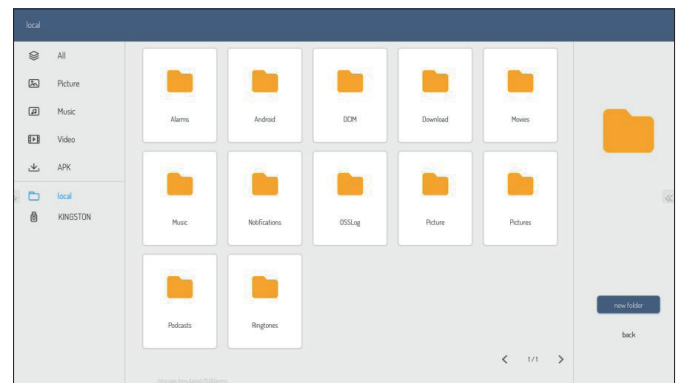 local
All
Picture
Music
Video
APK
local
KINGSTON
Alarms
Android
DCIM
Download
Movies
Music
Notifications
OSSLog
Picture
Pictures
Podcasts
Ringtones
new folder
back
1/1